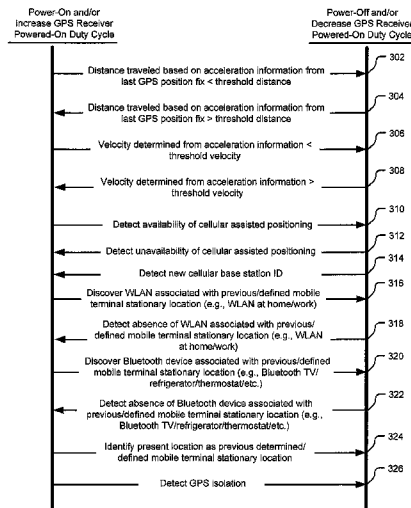 Power-On and/or
Increase GPS Receiver
Powered-On Duty Cycle
Power-Off and/or
Decrease GPS Receiver
Powered-On Duty Cycle
302
Distance traveled based on acceleration information from
last GPS position fix < threshold distance
304
Distance traveled based on acceleration information from
last GPS position fix > threshold distance
306
Velocity determined from acceleration information <
threshold velocity
308
Velocity determined from acceleration information >
threshold velocity
310
Detect availability of cellular assisted positioning
312
Detect unavailability of cellular assisted positioning
314
Detect new cellular base station ID
316
Discover WLAN associated with previous/defined mobile
terminal stationary location (e.g., WLAN at home/work)
318
Detect absence of WLAN associated with previous/
defined mobile terminal stationary location (e.g., WLAN
at home/work)
320
Discover Bluetooth device associated with previous/defined
mobile terminal stationary location (e.g., Bluetooth TV/
refrigerator/thermostat/etc.)
322
Detect absence of Bluetooth device associated with
previous/defined mobile terminal stationary location (e.g.,
Bluetooth TV/refrigerator/thermostat/etc.)
324
Identify present location as previous determined/
defined mobile terminal stationary location
326
Detect GPS isolation